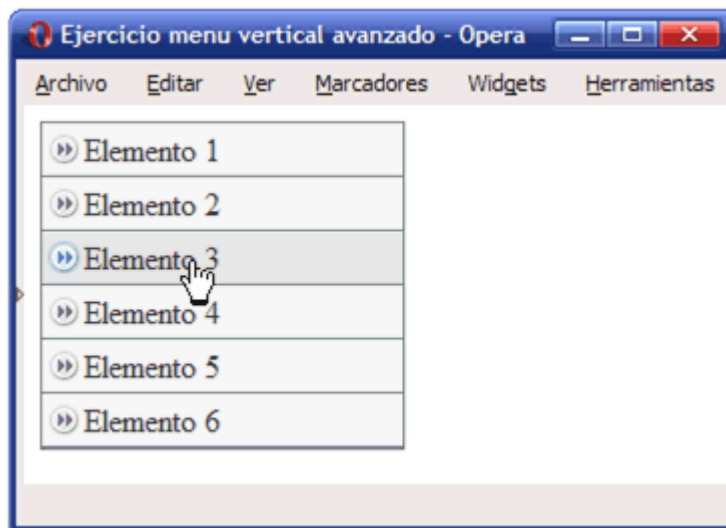 Ejercicio menu vertical avanzado - Opera
Archivo Editar Ver Marcadores Widgets Herramientas
Elemento 1
Elemento 2
Elemento 3
Elemento 4
Elemento 5
Elemento 6